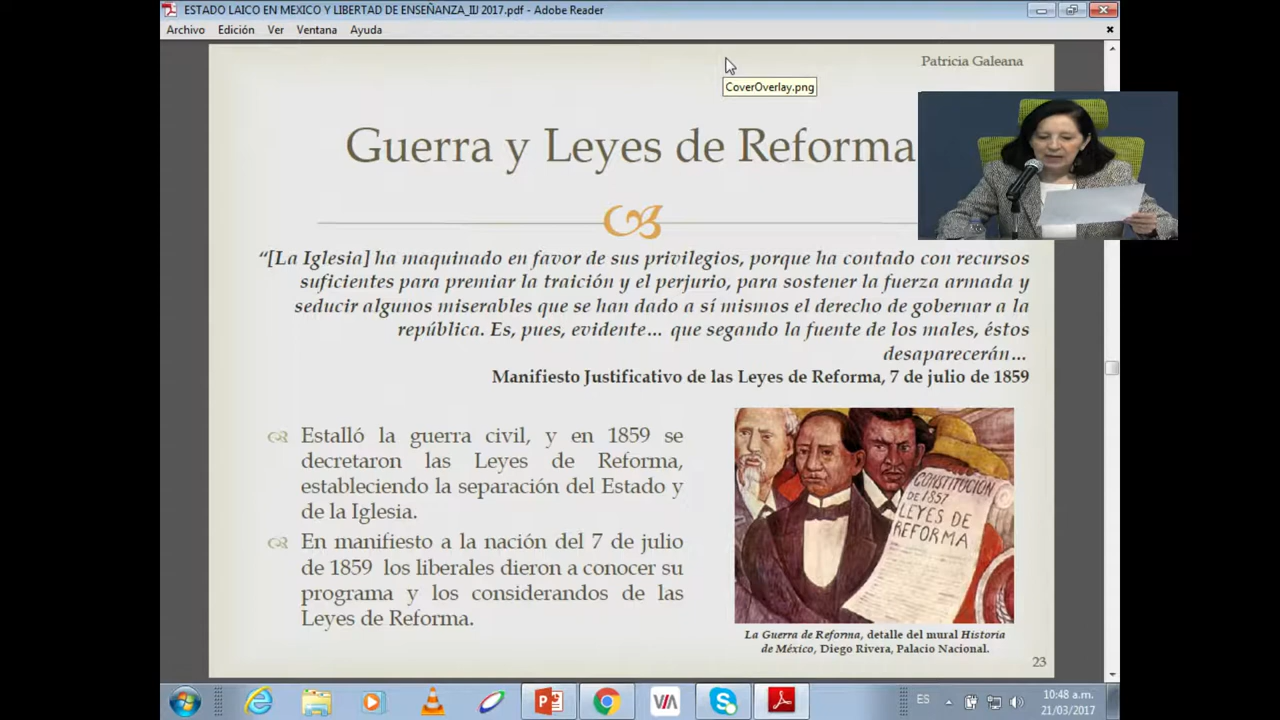 ESTADO LAICO EN MEXICO Y LIBERTAD DE ENSEÑANZA_IIJ 2017.pdf - Adobe Reader
Archivo Edición Ver Ventana Ayuda
Patricia Galeana
CoverOverlay.png
Guerra y Leyes de Reforma
“[La Iglesia] ha maquinado en favor de sus privilegios, porque ha contado con recursos
suficientes para premiar la traición y el perjurio, para sostener la fuerza armada y
seducir algunos miserables que se han dado a sí mismos el derecho de gobernar a la
república. Es, pues, evidente… que segando la fuente de los males, éstos
desaparecerán…
Manifiesto Justificativo de las Leyes de Reforma, 7 de julio de 1859
Estalló la guerra civil, y en 1859 se
decretaron las Leyes de Reforma,
estableciendo la separación del Estado y
de la Iglesia.
En manifiesto a la nación del 7 de julio
de 1859 los liberales dieron a conocer su
programa y los considerandos de las
Leyes de Reforma.
CONSTITUCION
DE 1857
LEYES DE
REFORMA
La Guerra de Reforma, detalle del mural Historia
de México, Diego Rivera, Palacio Nacional.
23
VIA
ES
10:48 a.m.
21/03/2017